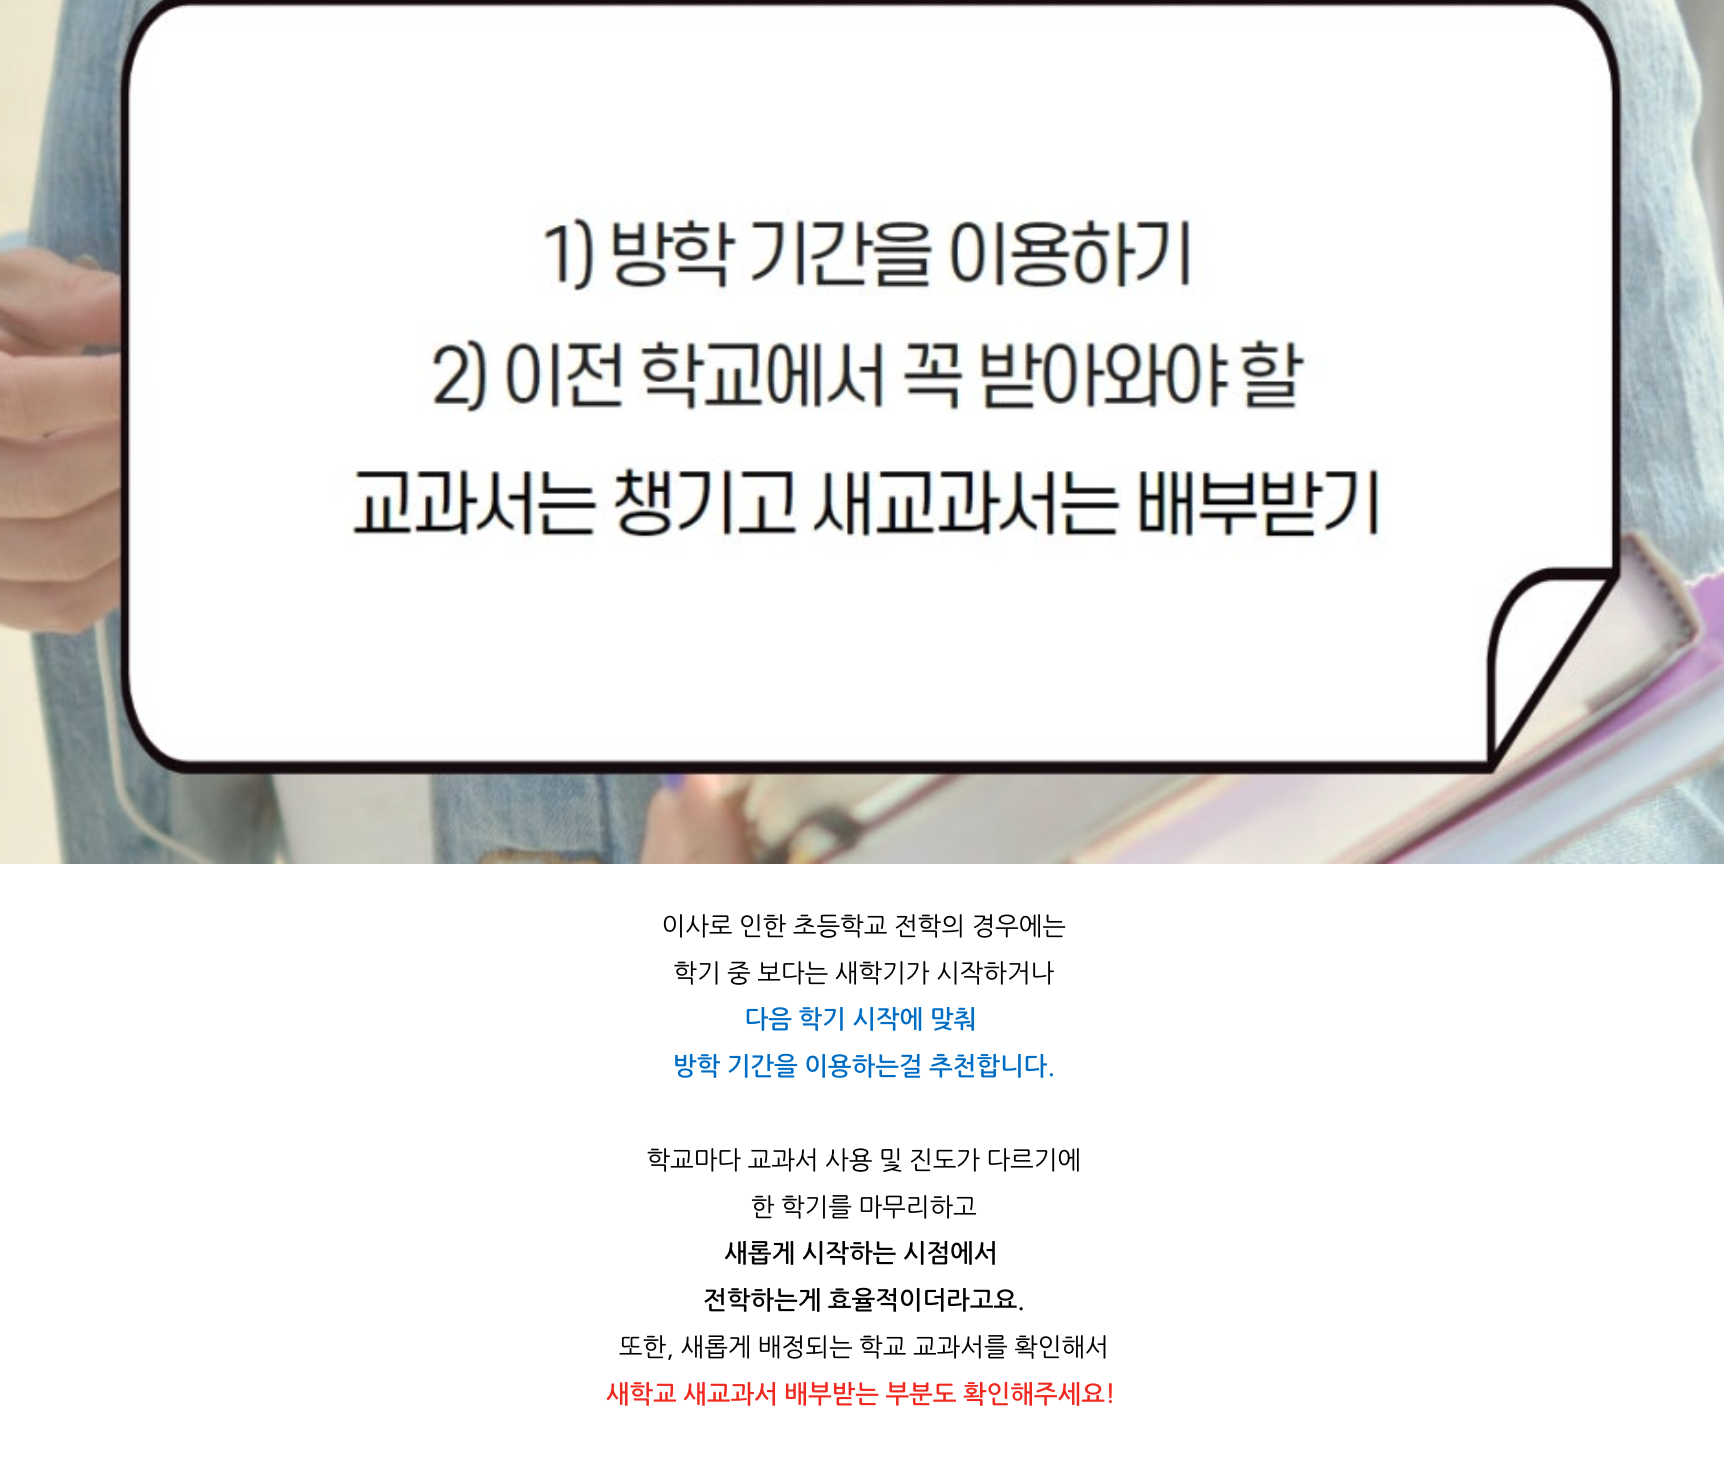 1) 방학 기간을 이용하기
2) 이전 학교에서 꼭 받아와야 할
교과서는 챙기고 새교과서는 배부받기
이사로 인한 초등학교 전학의 경우에는
학기 중 보다는 새학기가 시작하거나
다음 학기 시작에 맞춰
방학 기간을 이용하는걸 추천합니다.
학교마다 교과서 사용 및 진도가 다르기에
한 학기를 마무리하고
새롭게 시작하는 시점에서
전학하는게 효율적이더라고요.
또한, 새롭게 배정되는 학교 교과서를 확인해서
새학교 새교과서 배부받는 부분도 확인해주세요!